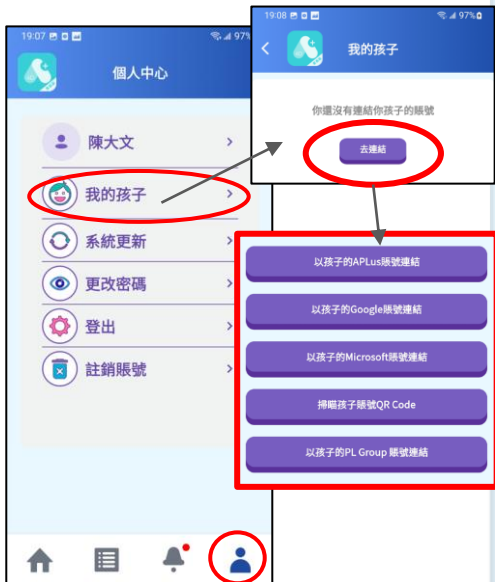 19:07
97%
個人中心
陳大文
我的孩子
系統更新
更改密碼
登出
註銷賬號
19:08
97%
我的孩子
你還沒有連結你孩子的賬號
去連結
以孩子的APLus賬號連結
以孩子的Google賬號連結
以孩子的Microsoft賬號連結
掃瞄孩子賬號QR Code
以孩子的PL Group 賬號連結